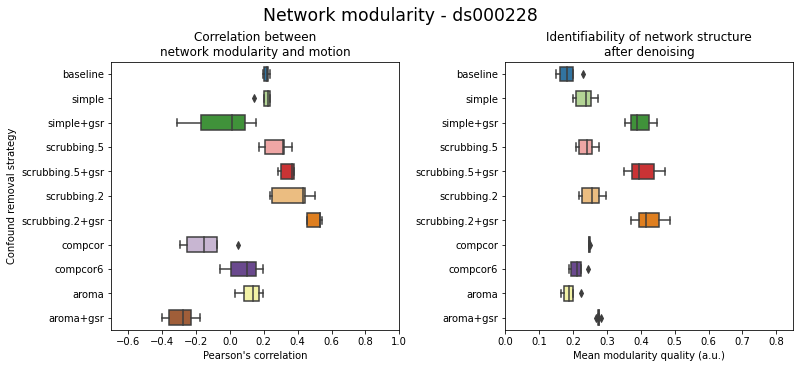 Network modularity - ds000228
Correlation between
network modularity and motion
Confound removal strategy
baseline
simple
simple+gsr
scrubbing.5
scrubbing.5+gsr
scrubbing.2
scrubbing.2+gsr
compcor
compcor6
aroma
aroma+gsr
−0.6 −0.4 −0.2 0.0 0.2 0.4 0.6 0.8 1.0
Pearson's correlation
Identifiability of network structure
after denoising
baseline
simple
simple+gsr
scrubbing.5
scrubbing.5+gsr
scrubbing.2
scrubbing.2+gsr
compcor
compcor6
aroma
aroma+gsr
0.0 0.1 0.2 0.3 0.4 0.5 0.6 0.7 0.8
Mean modularity quality (a.u.)